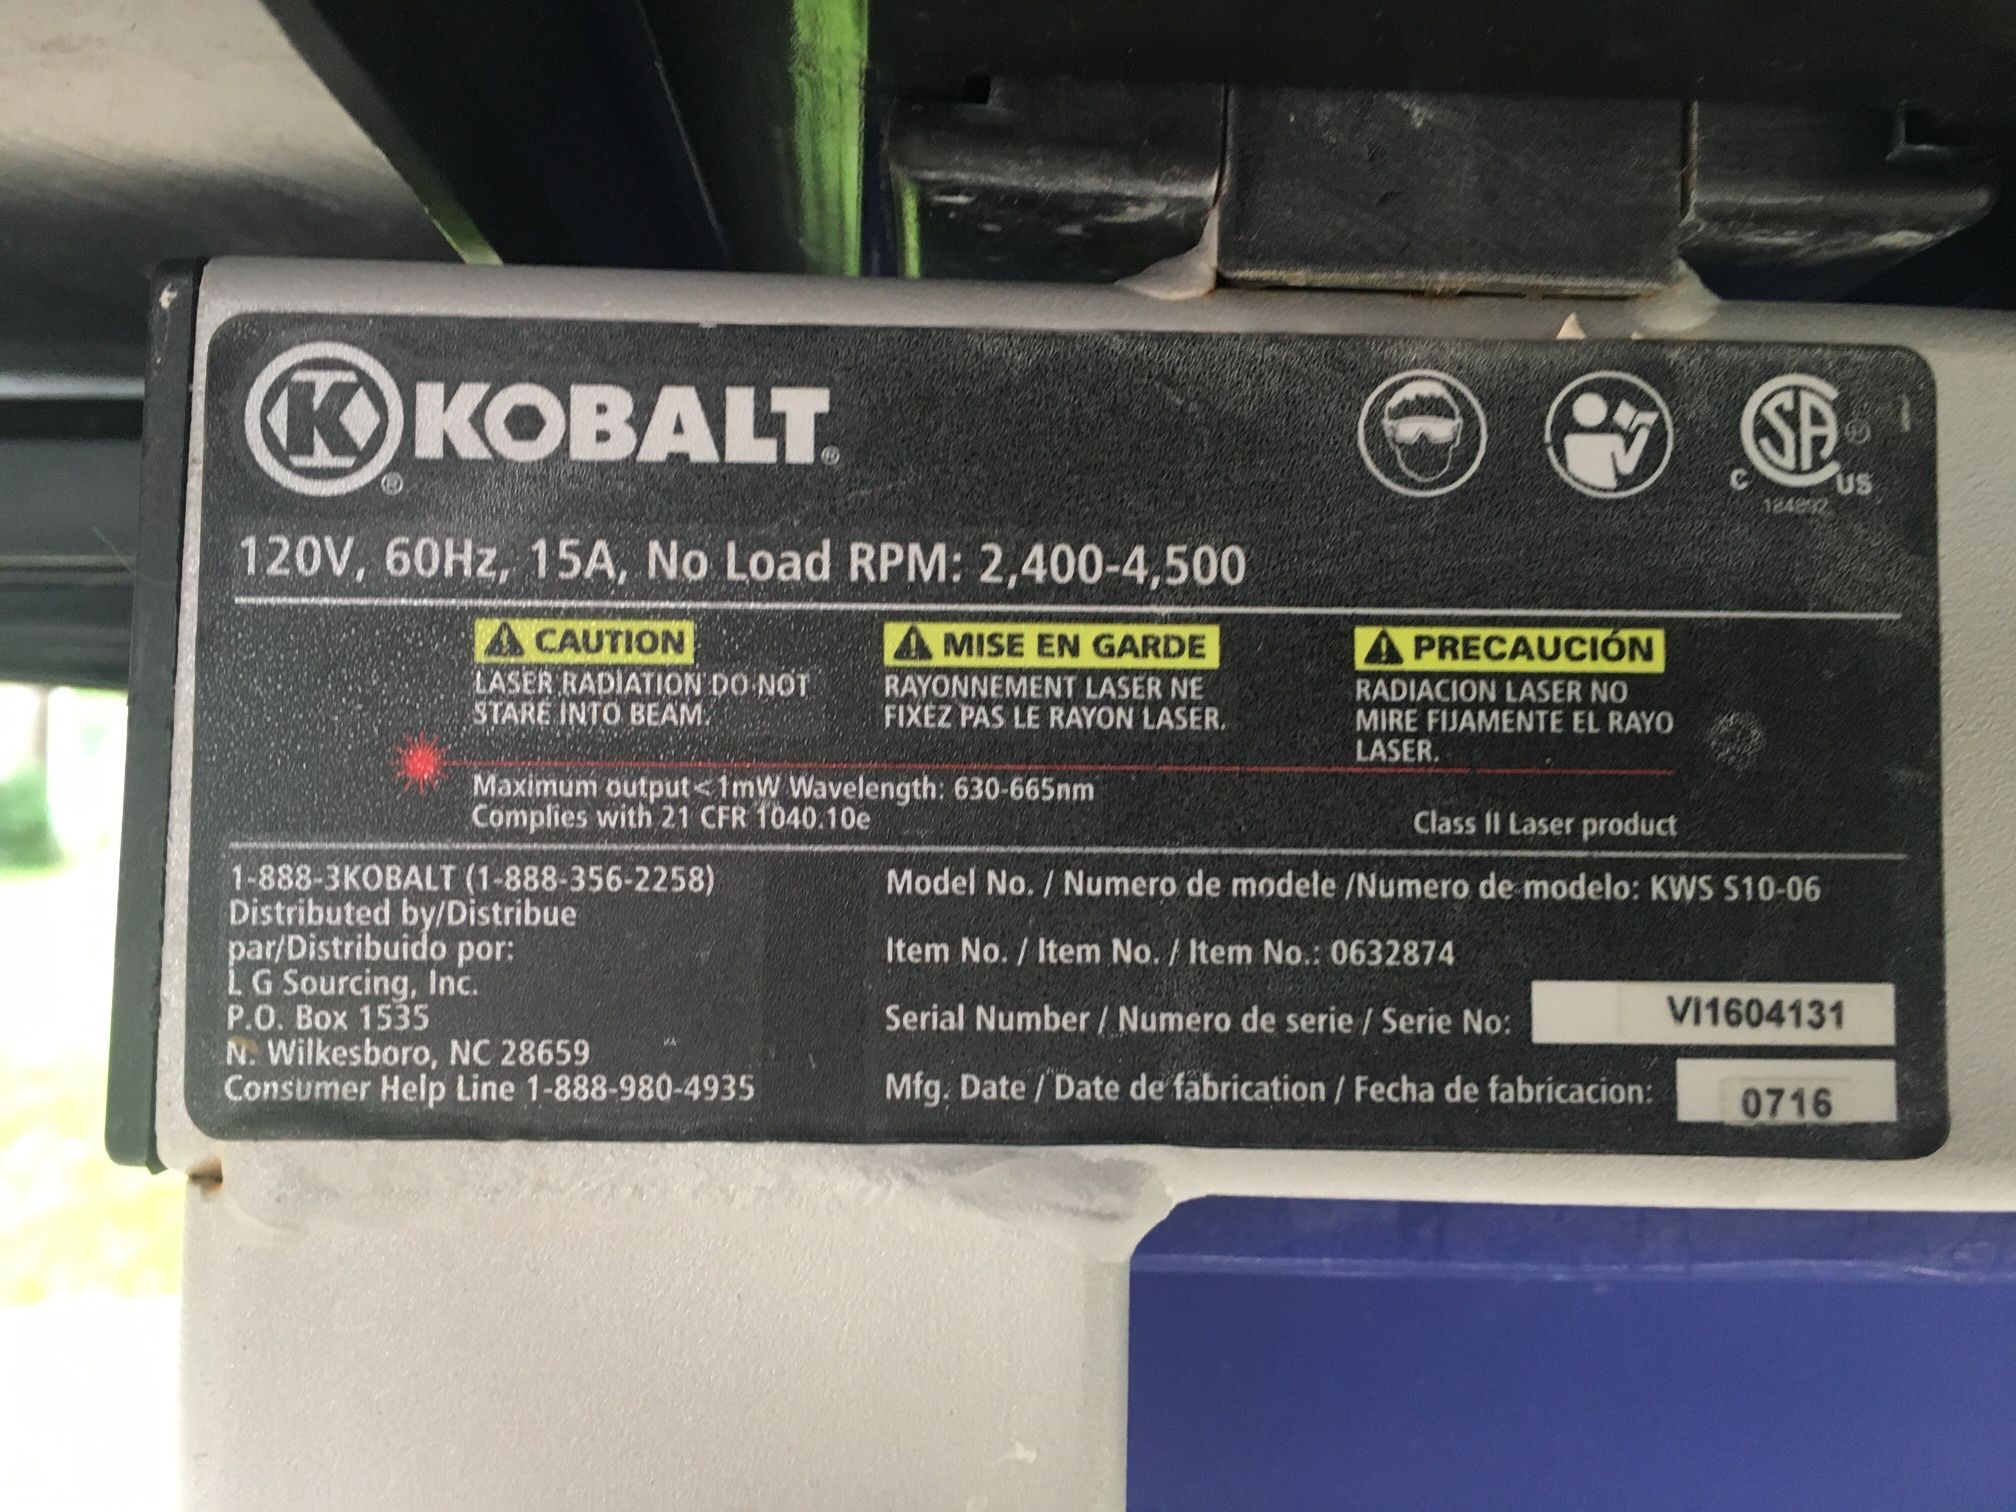 K KOBALT®
®
SA®
C US
120V, 60Hz, 15A, No Load RPM: 2,400-4,500
CAUTION
LASER RADIATION DO NOT
STARE INTO BEAM.
MISE EN GARDE
RAYONNEMENT LASER NE
FIXEZ PAS LE RAYON LASER.
PRECAUCIÓN
RADIACION LASER NO
MIRE FIJAMENTE EL RAYO
LASER.
Maximum output<1mW Wavelength: 630-665nm
Complies with 21 CFR 1040.10e
Class II Laser product
1-888-3KOBALT (1-888-356-2258)
Distributed by/Distribue
par/Distribuido por:
L G Sourcing, Inc.
P.O. Box 1535
N. Wilkesboro, NC 28659
Consumer Help Line 1-888-980-4935
Model No. / Numero de modele /Numero de modelo: KWS S10-06
Item No. / Item No. / Item No.: 0632874
Serial Number / Numero de serie / Serie No: VI1604131
Mfg. Date / Date de fabrication / Fecha de fabricacion: 0716